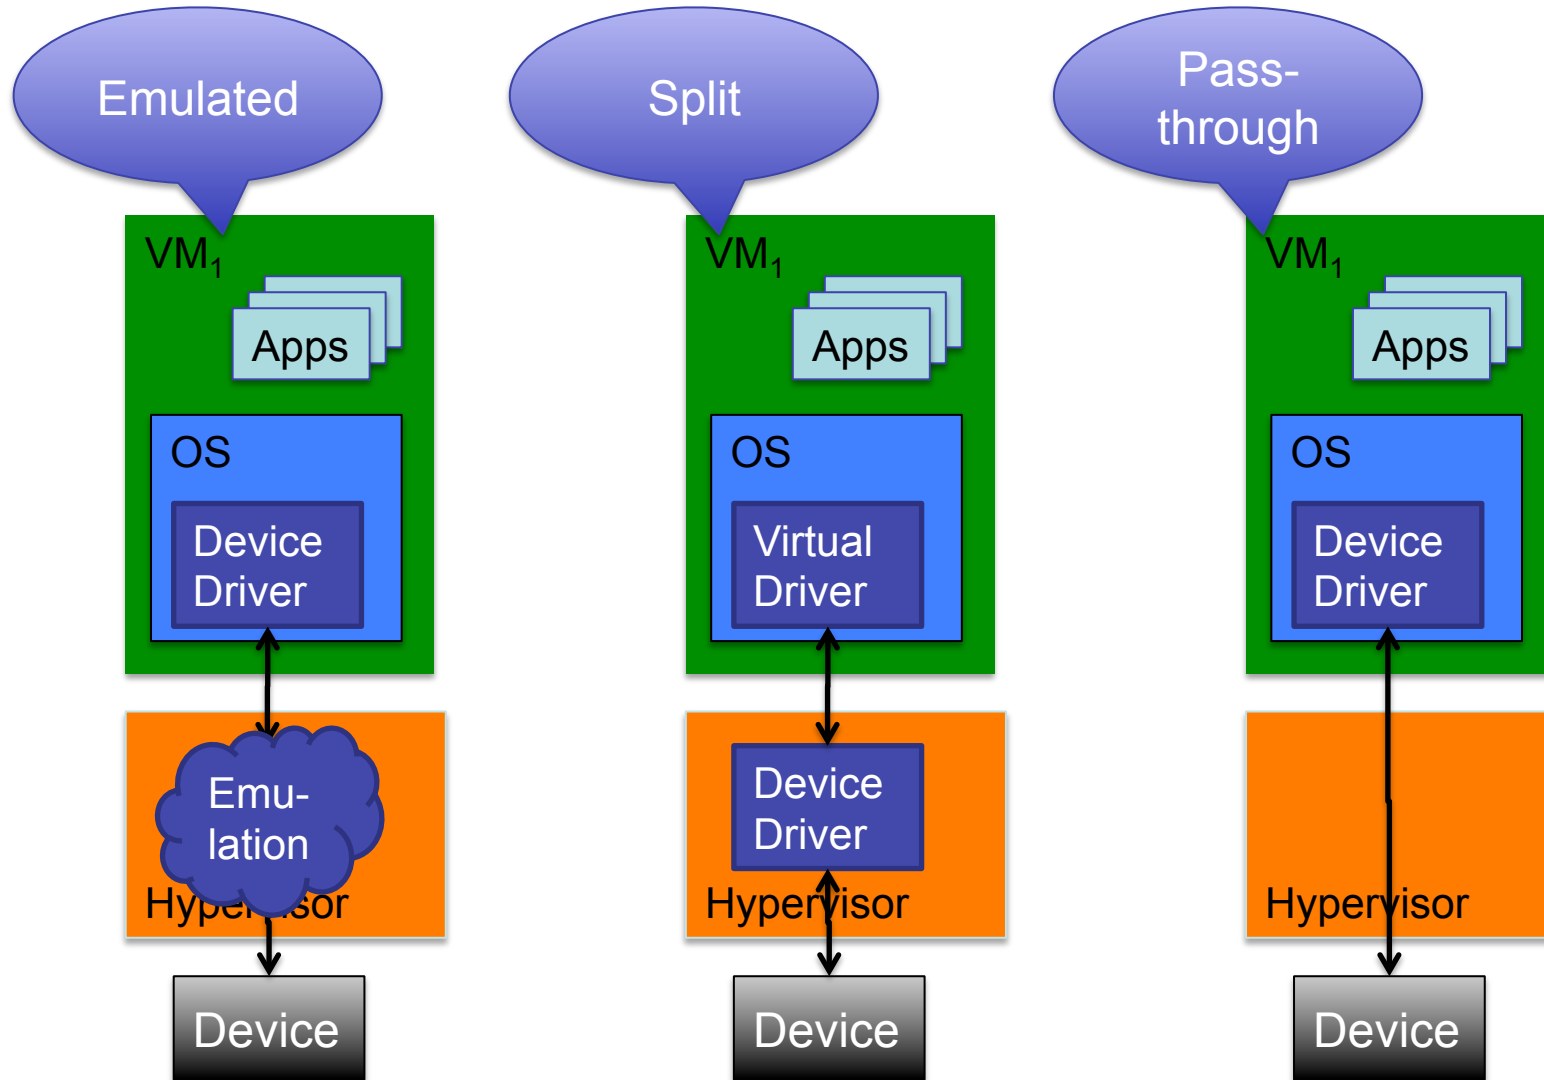 Emulated
Split
Pass-
through
VM₁
Apps
OS
Device
Driver
Emu-
lation
Hypervisor
Device
VM₁
Apps
OS
Virtual
Driver
Device
Driver
Hypervisor
Device
VM₁
Apps
OS
Device
Driver
Hypervisor
Device